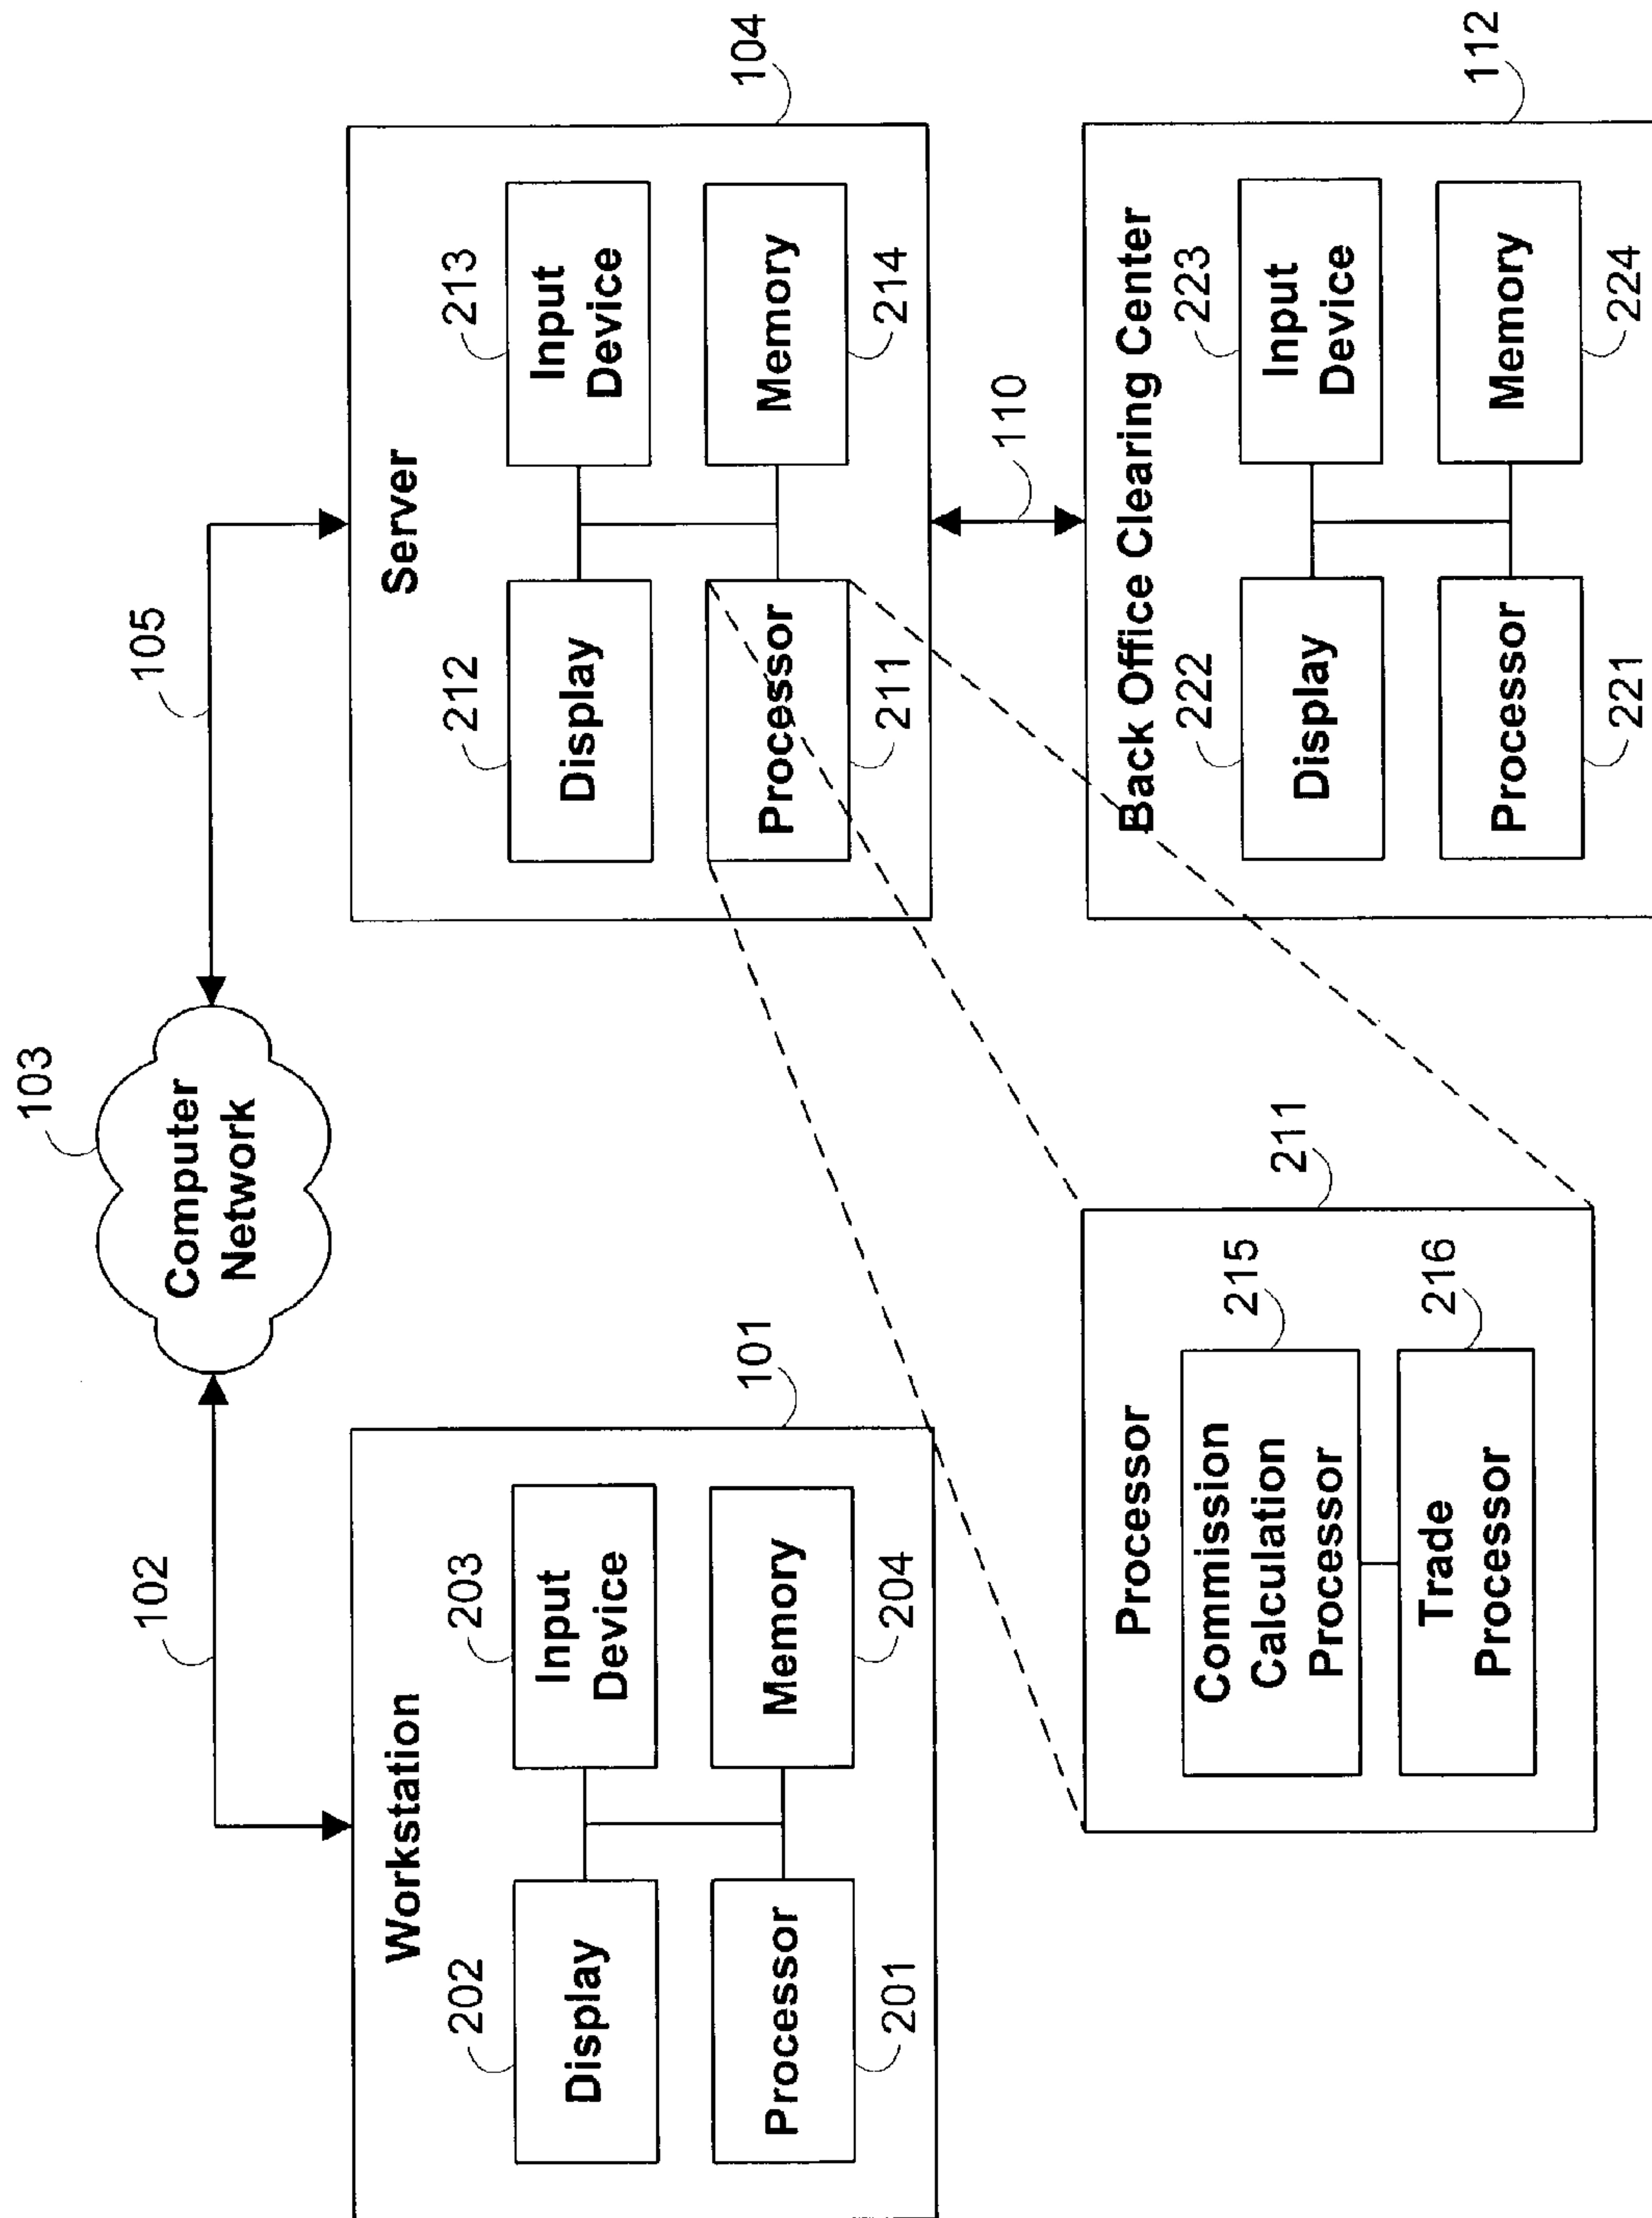 103
Computer
Network
102
105
Workstation
101
202
Display
203
Input
Device
Processor
201
Memory
204
Server
104
212
Display
213
Input
Device
Processor
211
Memory
214
110
Processor
211
Commission
Calculation
Processor
215
Trade
Processor
216
Back Office Clearing Center
112
222
Display
223
Input
Device
Processor
221
Memory
224